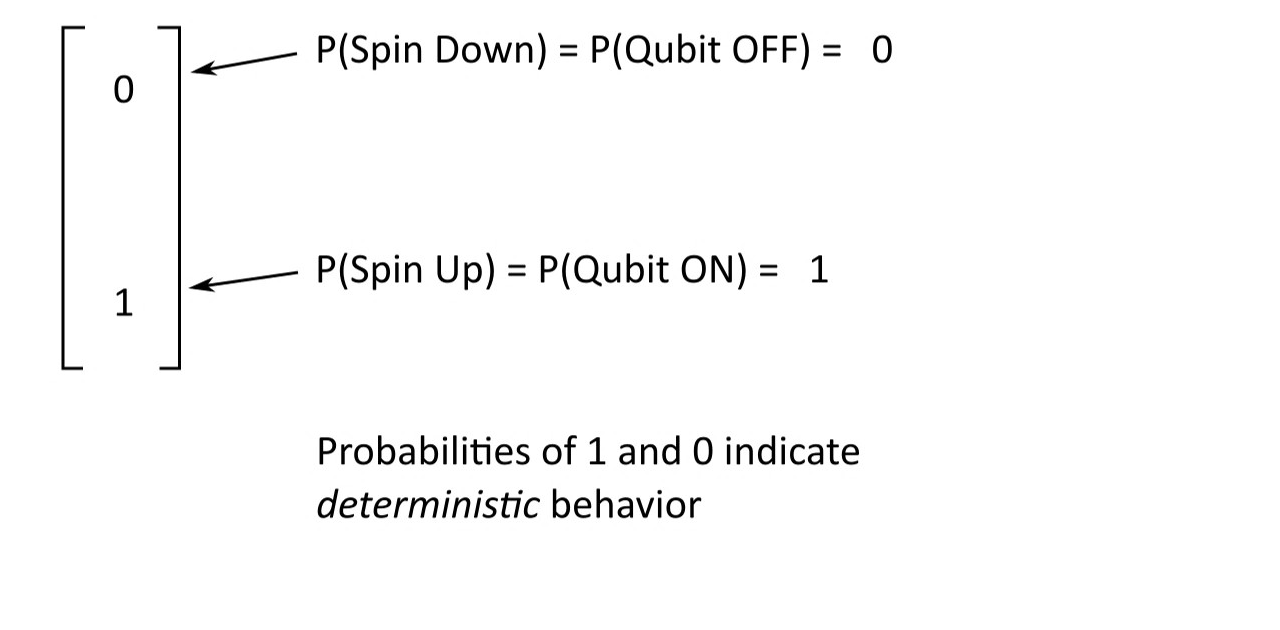 P(Spin Down) = P(Qubit OFF) = 0
0
P(Spin Up) = P(Qubit ON) = 1
1
Probabilities of 1 and 0 indicate
deterministic behavior